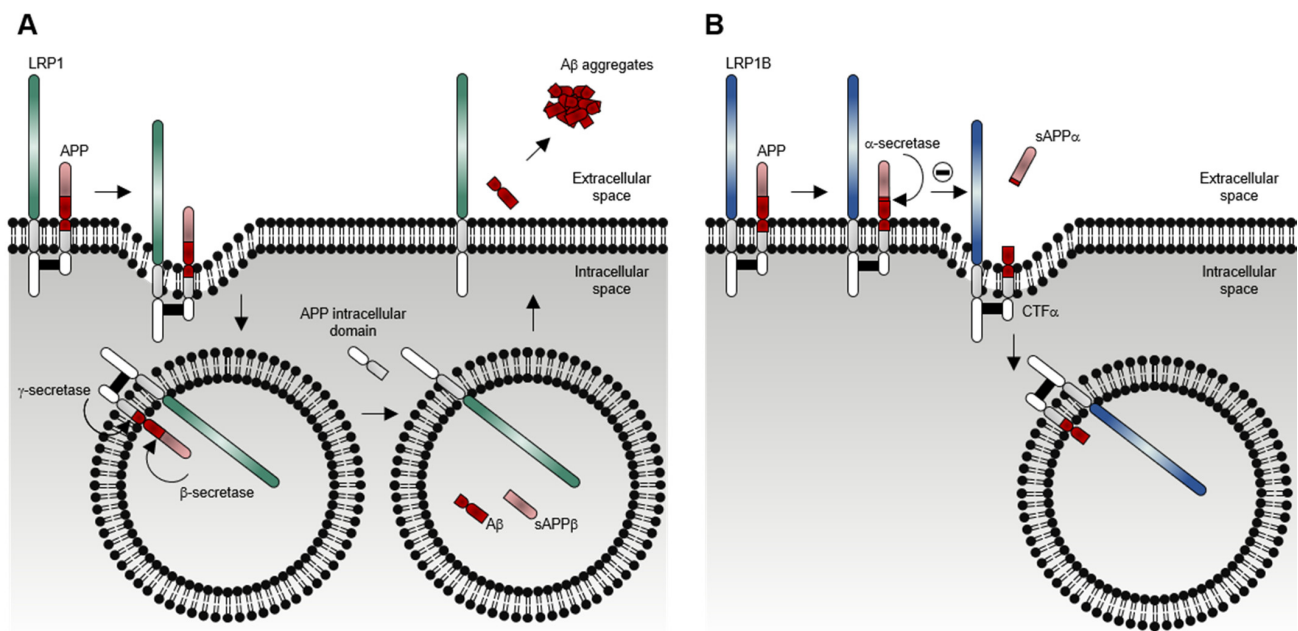 A
LRP1
APP
Aβ aggregates
Extracellular
space
Intracellular
space
APP intracellular
domain
γ-secretase
β-secretase
Aβ
sAPPβ
B
LRP1B
APP
α-secretase
sAPPα
Extracellular
space
Intracellular
space
CTFα